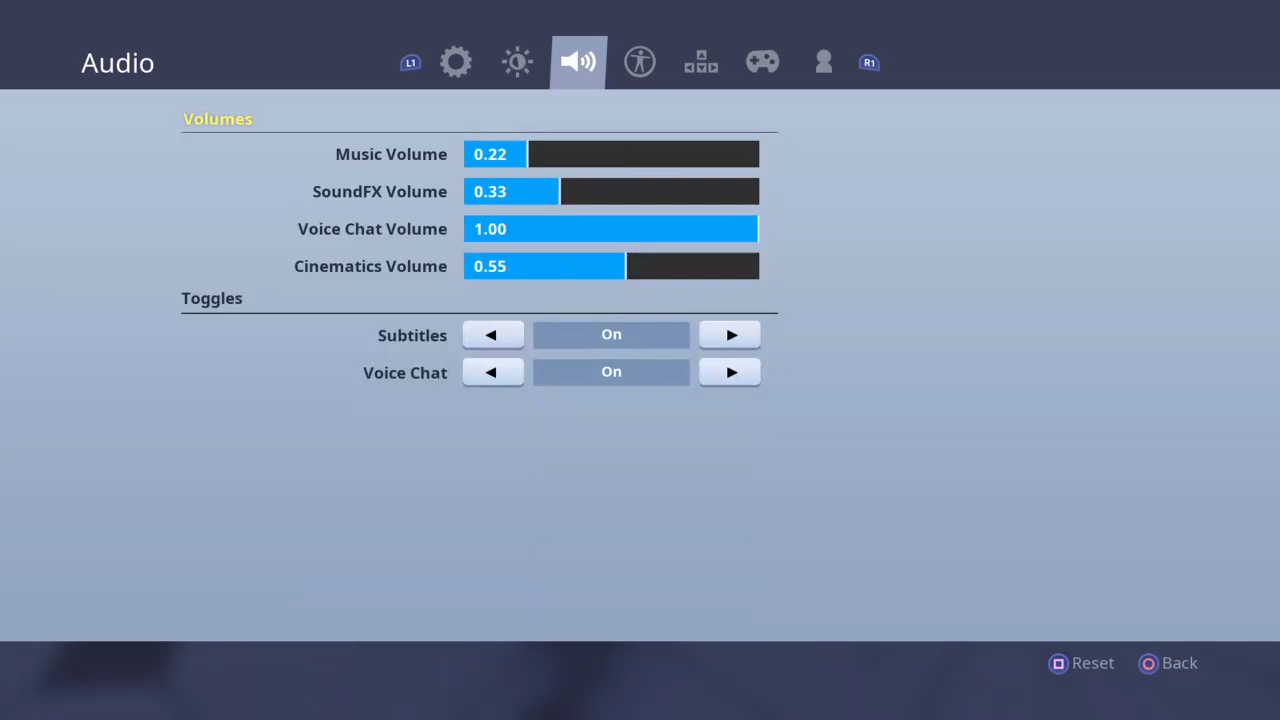 Audio
L1
R1
Volumes
Music Volume 0.22
SoundFX Volume 0.33
Voice Chat Volume 1.00
Cinematics Volume 0.55
Toggles
Subtitles On
Voice Chat On
Reset Back